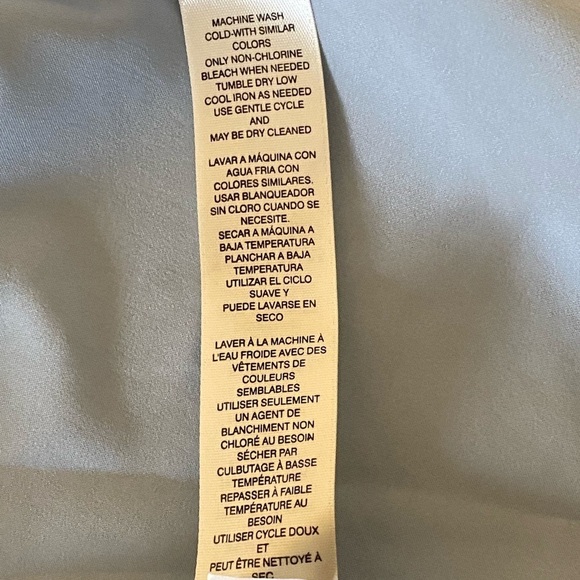 MACHINE WASH
COLD-WITH SIMILAR
COLORS
ONLY NON-CHLORINE
BLEACH WHEN NEEDED
TUMBLE DRY LOW
COOL IRON AS NEEDED
USE GENTLE CYCLE
AND
MAY BE DRY CLEANED
LAVAR A MÁQUINA CON
AGUA FRIA CON
COLORES SIMILARES.
USAR BLANQUEADOR
SIN CLORO CUANDO SE
NECESITE.
SECAR A MÁQUINA A
BAJA TEMPERATURA
PLANCHAR A BAJA
TEMPERATURA
UTILIZAR EL CICLO
SUAVE Y
PUEDE LAVARSE EN
SECO
LAVER À LA MACHINE À
L'EAU FROIDE AVEC DES
VÊTEMENTS DE
COULEURS
SEMBLABLES
UTILISER SEULEMENT
UN AGENT DE
BLANCHIMENT NON
CHLORÉ AU BESOIN
SÉCHER PAR
CULBUTAGE À BASSE
TEMPÉRATURE
REPASSER À FAIBLE
TEMPÉRATURE AU
BESOIN
UTILISER CYCLE DOUX
ET
PEUT ÊTRE NETTOYÉ À
SEC